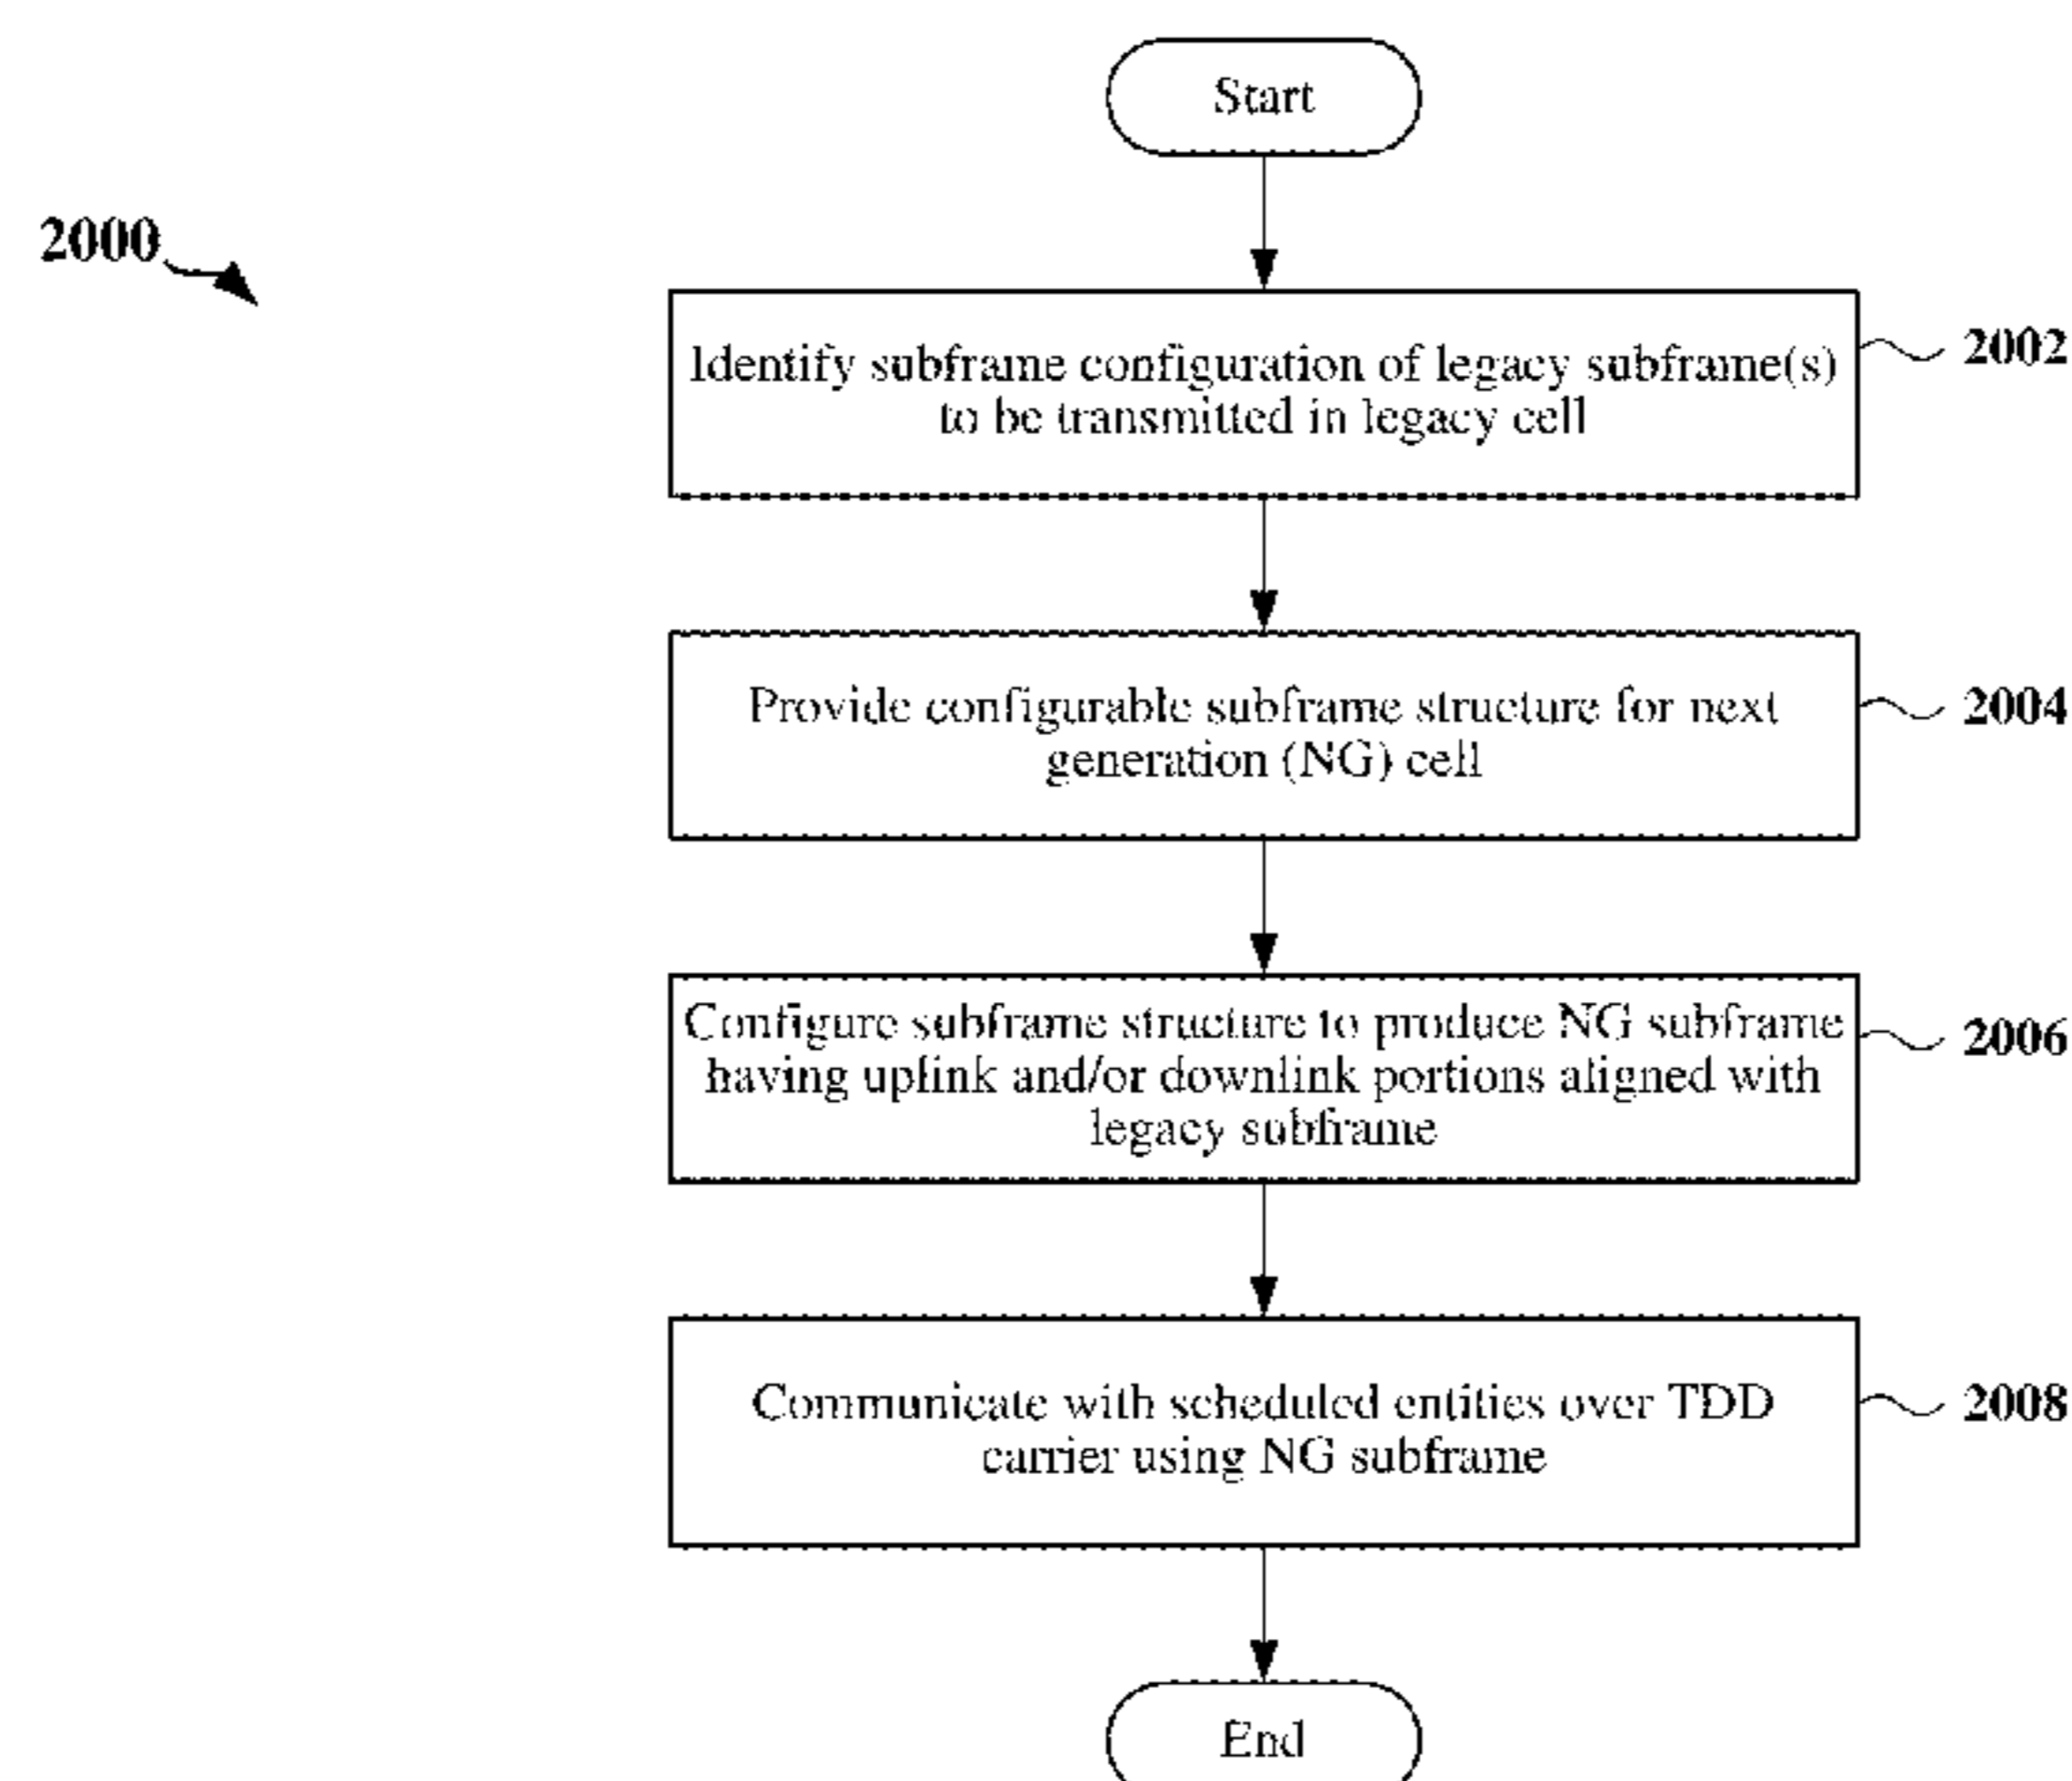 Start
2000
Identify subframe configuration of legacy subframe(s)
to be transmitted in legacy cell
2002
Provide configurable subframe structure for next
generation (NG) cell
2004
Configure subframe structure to produce NG subframe
having uplink and/or downlink portions aligned with
legacy subframe
2006
Communicate with scheduled entities over TDD
carrier using NG subframe
2008
End